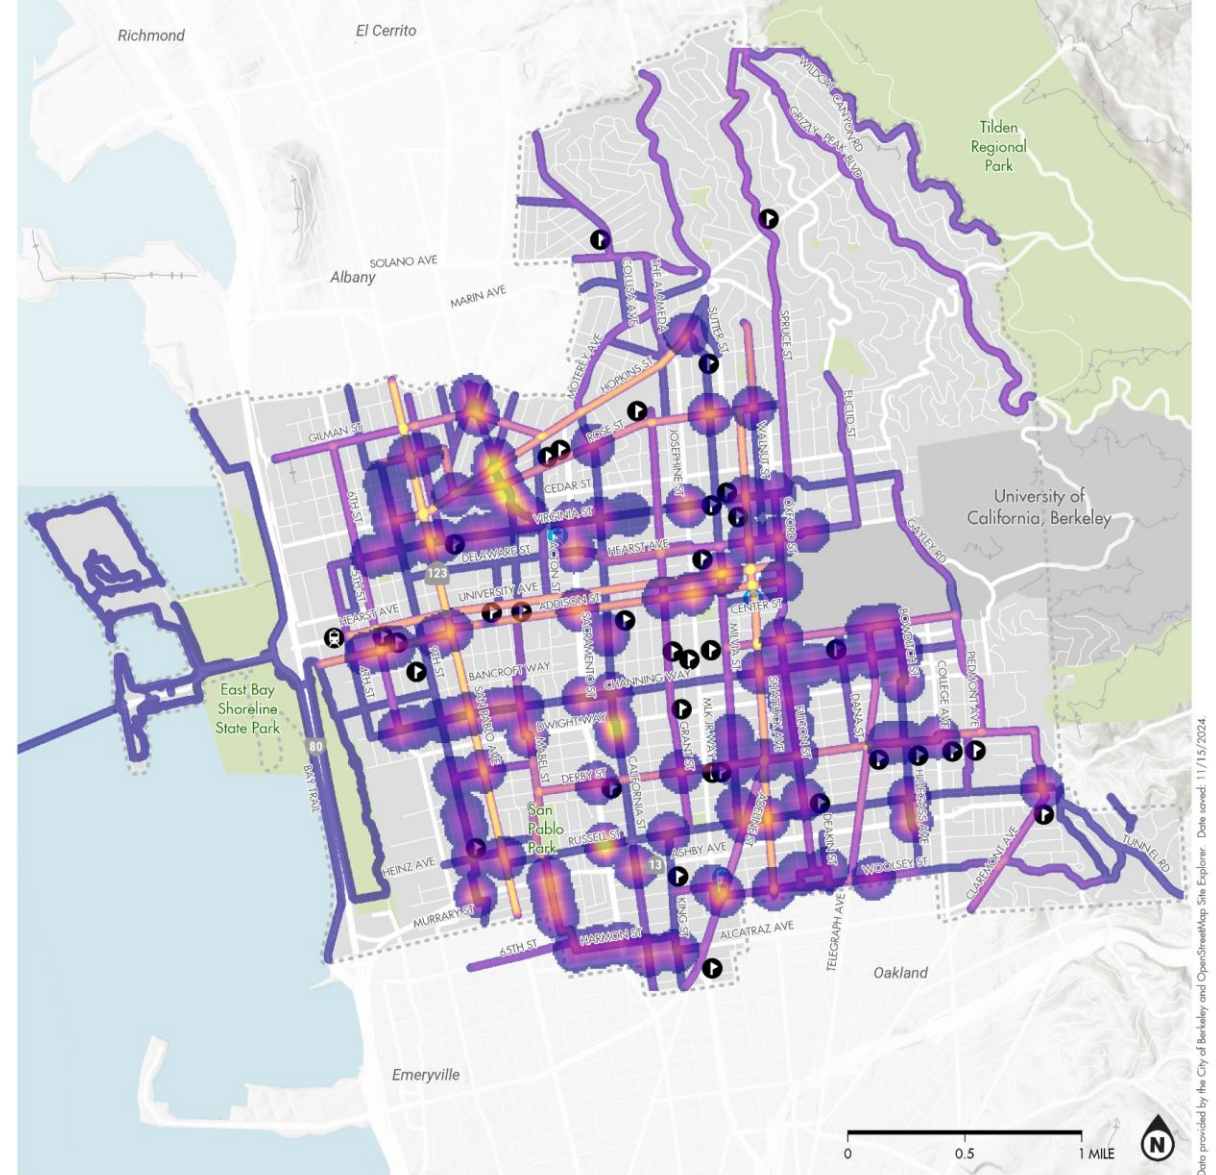 Richmond
El Cerrito
WILDCAT CANYON RD
GRIZZLY PEAK BLVD
Tilden
Regional
Park
SOLANO AVE
Albany
MARIN AVE
COLUSA AVE
THE ALAMEDA
SUTTER ST
SPRUCE ST
MOTEREY AVE
HOPKINS ST
EUCLID ST
GILMAN ST
ROSE ST
JOSEPHINE ST
WALNUT ST
CEDAR ST
6TH ST
VIRGINIA ST
OXFORD ST
University of
California, Berkeley
GAYLEY RD
DELAWARE ST
ACTON ST
HEARST AVE
123
5TH ST
UNIVERSITY AVE
ADDISON ST
HEARST AVE
CENTER ST
SACRAMENTO ST
BOWDITCH ST
MILVIA ST
9TH ST
4TH ST
BANCROFT WAY
CHANNING WAY
COLLEGE AVE
PIEDMONT AVE
East Bay
Shoreline
State Park
SAN PABLO AVE
DWIGHT WAY
MABEL ST
MLK JR WAY
GRANT ST
SHATTUCK AVE
FULTON ST
DANA ST
80
BAY TRAIL
DERBY ST
CALIFORNIA ST
HILLEGASS AVE
San
Pablo
Park
ADELINE ST
DEAKIN ST
RUSSELL ST
ASHBY AVE
13
HEINZ AVE
WOOLSEY ST
CLAREMONT AVE
TUNNEL RD
MURRARY ST
KING ST
TELEGRAPH AVE
ALCATRAZ AVE
HARMON ST
65TH ST
Oakland
Emeryville
0 0.5 1 MILE
N
Data provided by the City of Berkeley and OpenStreetMap Site Explorer. Date saved: 11/15/2024.